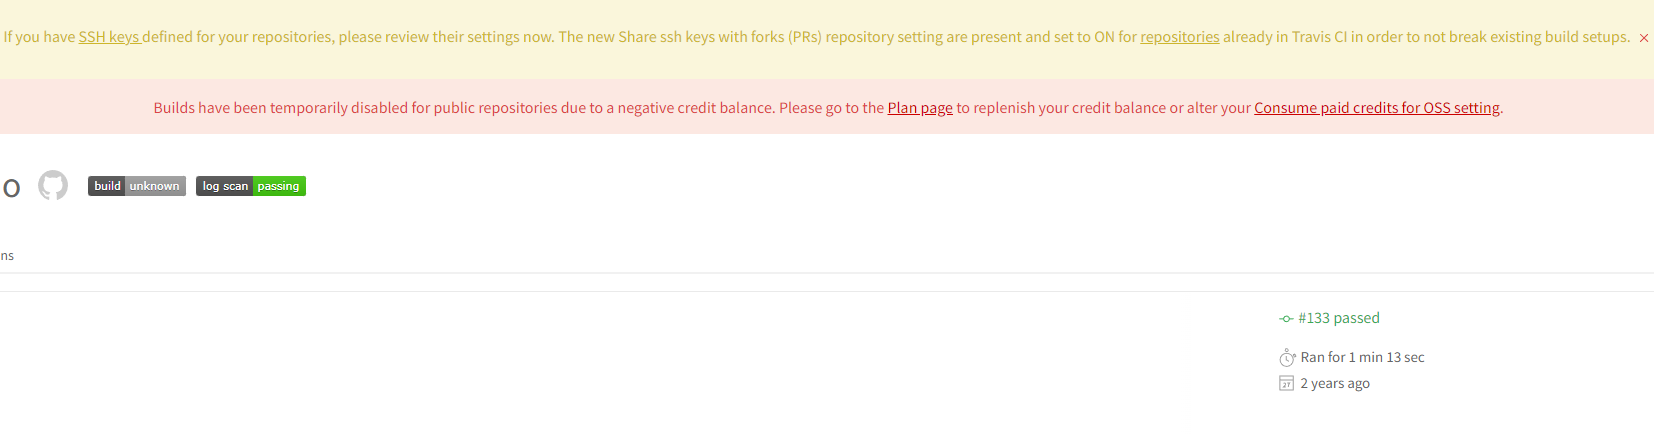 If you have SSH keys defined for your repositories, please review their settings now. The new Share ssh keys with forks (PRs) repository setting are present and set to ON for repositories already in Travis CI in order to not break existing build setups.
Builds have been temporarily disabled for public repositories due to a negative credit balance. Please go to the Plan page to replenish your credit balance or alter your Consume paid credits for OSS setting.
o build unknown log scan passing
ns
#133 passed
Ran for 1 min 13 sec
2 years ago